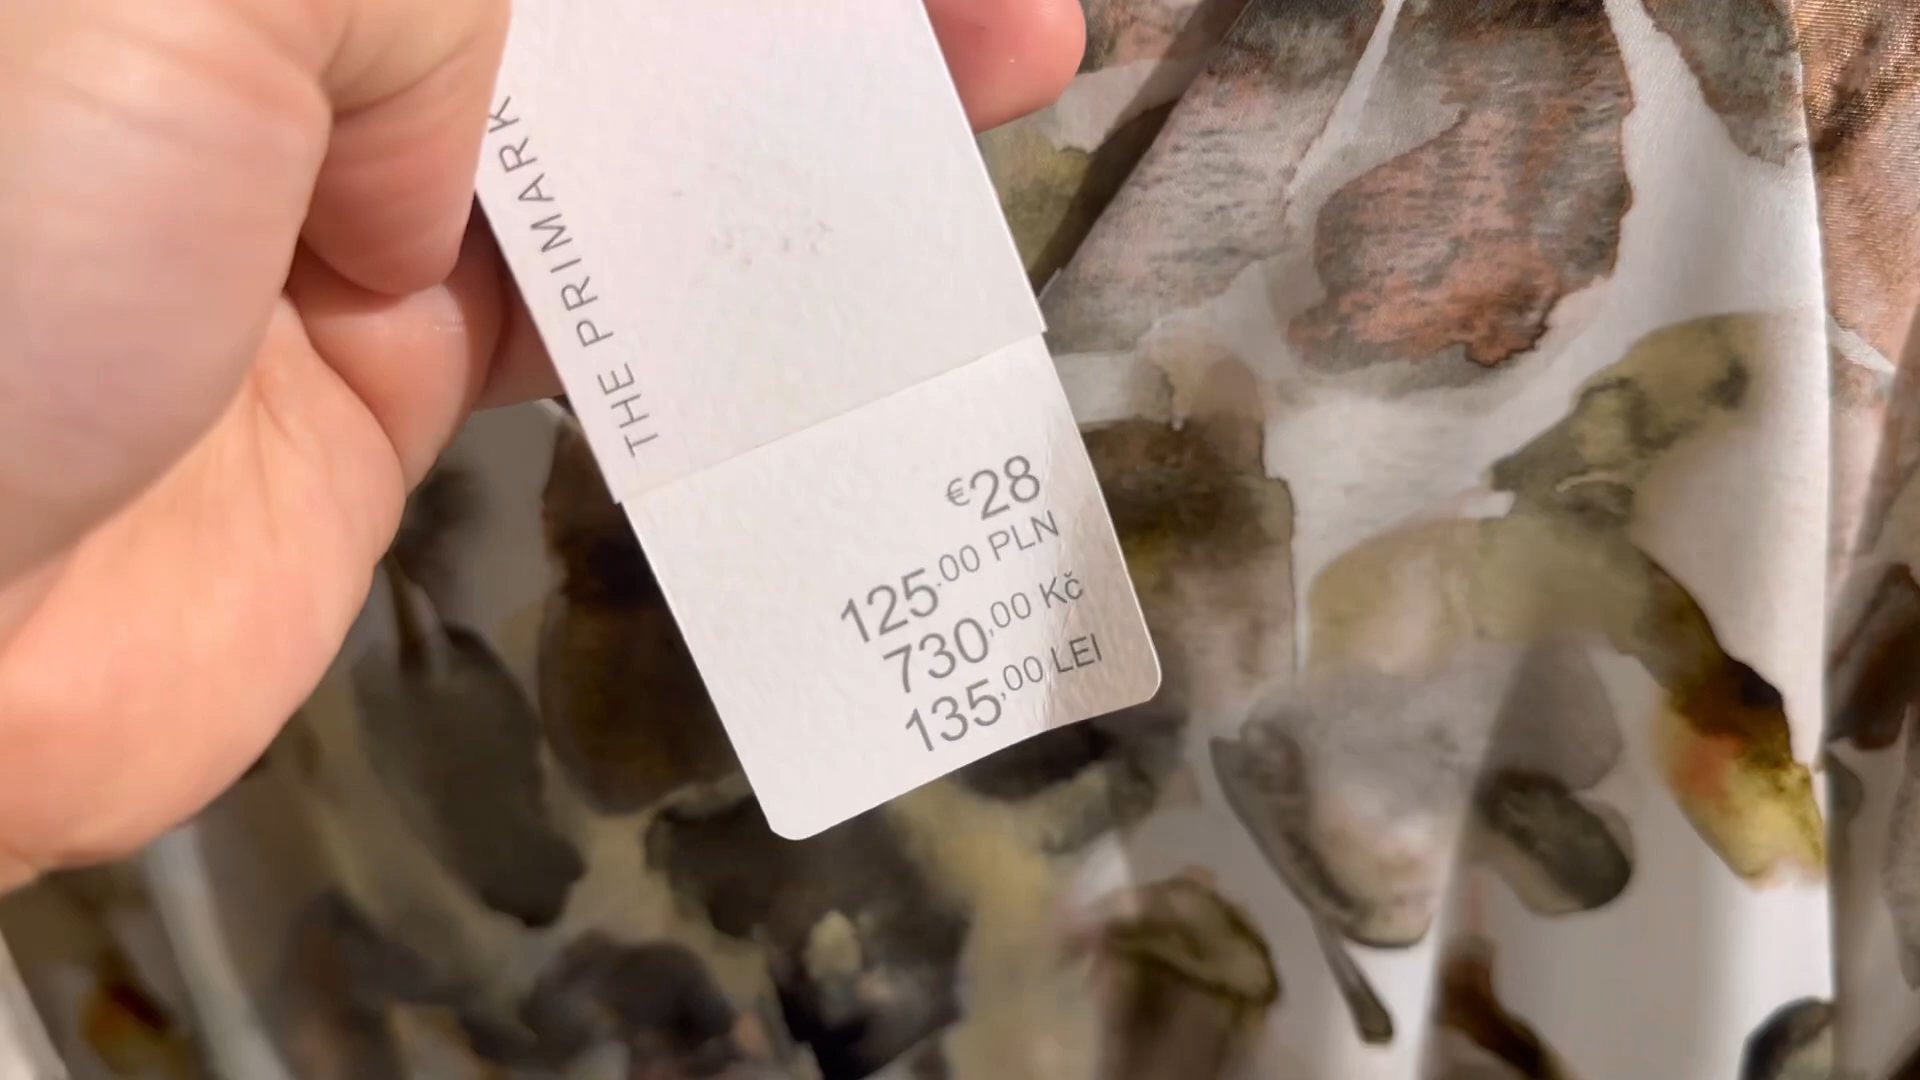 THE PRIMARK
€28
125.00 PLN
730,00 Kč
135,00 LEI